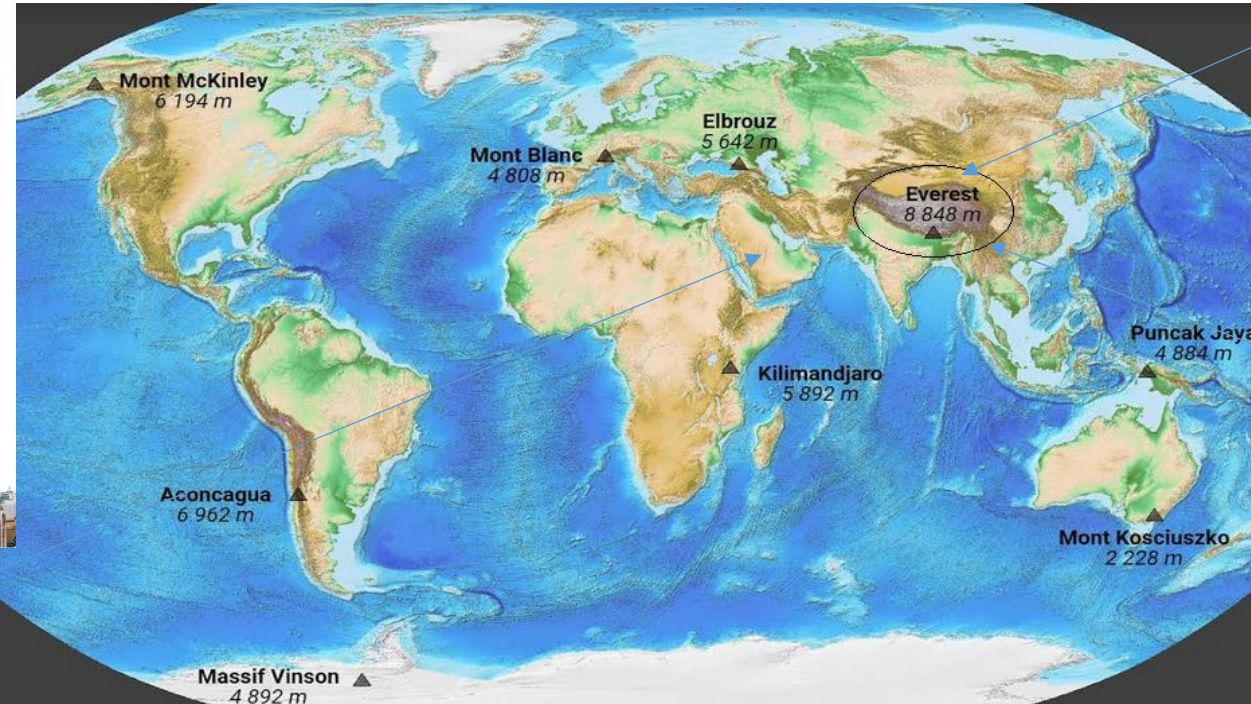 Mont McKinley
6 194 m
Elbrouz
5 642 m
Mont Blanc
4 808 m
Everest
8 848 m
Puncak Jaya
4 884 m
Kilimandjaro
5 892 m
Aconcagua
6 962 m
Mont Kosciuszko
2 228 m
Massif Vinson
4 892 m